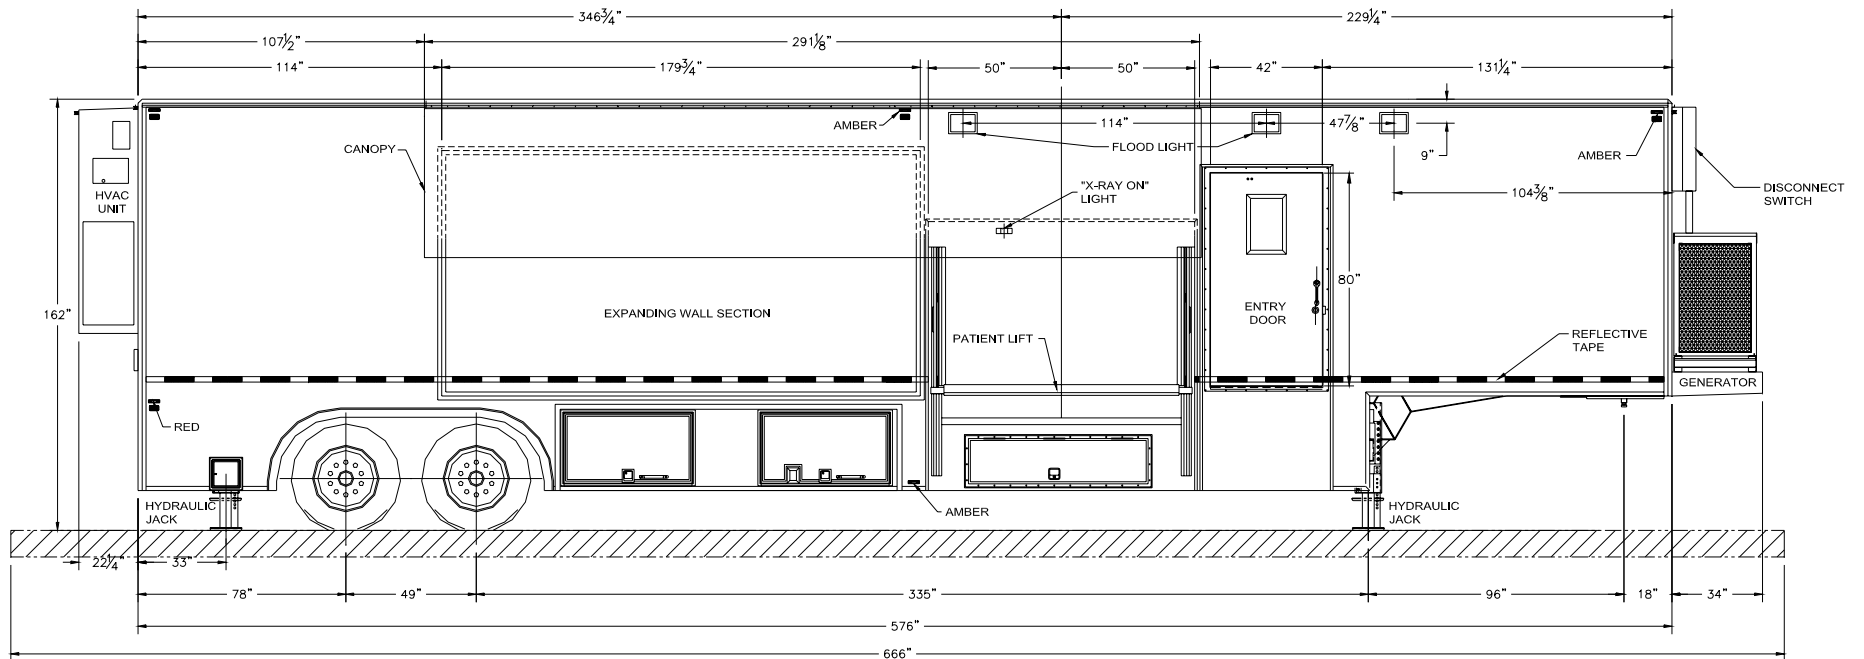 346¾"
229¼"
107½"
291⅛"
114"
179¾"
50"
50"
42"
131¼"
AMBER
114"
47⅞"
CANOPY
FLOOD LIGHT
9"
AMBER
"X-RAY ON"
LIGHT
104⅜"
DISCONNECT
SWITCH
HVAC
UNIT
80"
162"
EXPANDING WALL SECTION
ENTRY
DOOR
PATIENT LIFT
REFLECTIVE
TAPE
GENERATOR
RED
HYDRAULIC
JACK
AMBER
HYDRAULIC
JACK
22¼"
33"
78"
49"
335"
96"
18"
34"
576"
666"